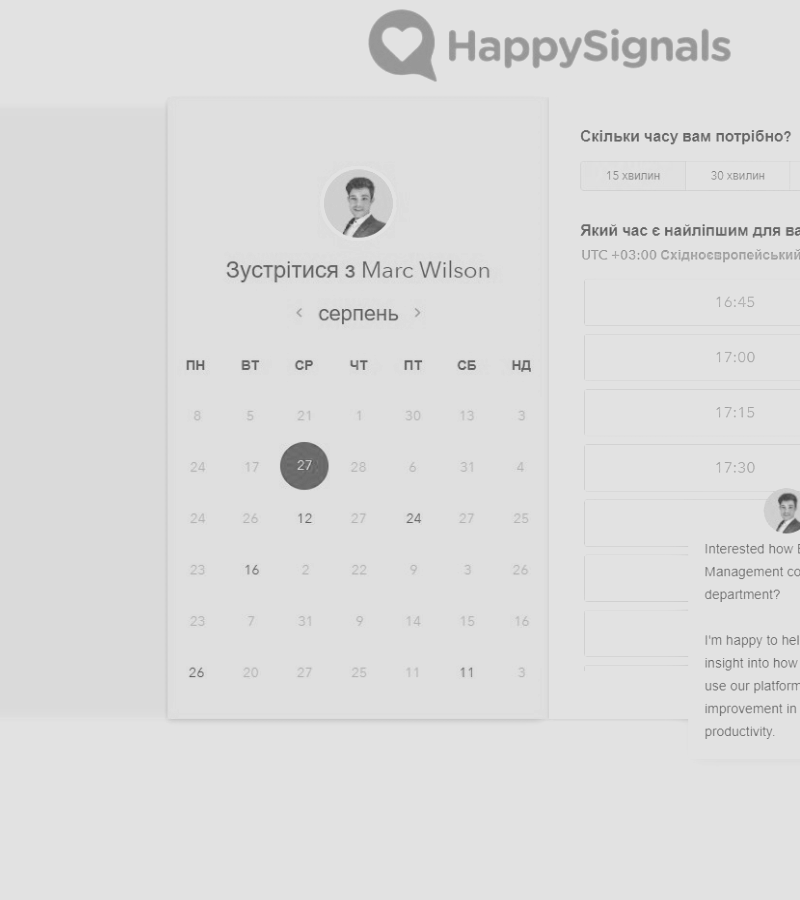 HappySignals
Зустрітися з Marc Wilson
серпень
ПН ВТ СР ЧТ ПТ СБ НД
8 5 21 1 30 13 3
24 17 27 28 6 31 4
24 26 12 27 24 27 25
23 16 2 22 9 3 26
23 7 31 9 14 15 16
26 20 27 25 11 11 3
Скільки часу вам потрібно?
15 хвилин 30 хвилин
Який час є найліпшим для ва
UTC +03:00 Східноєвропейський
16:45
17:00
17:15
17:30
Interested how E
Management co
department?
I'm happy to hel
insight into how
use our platform
improvement in
productivity.